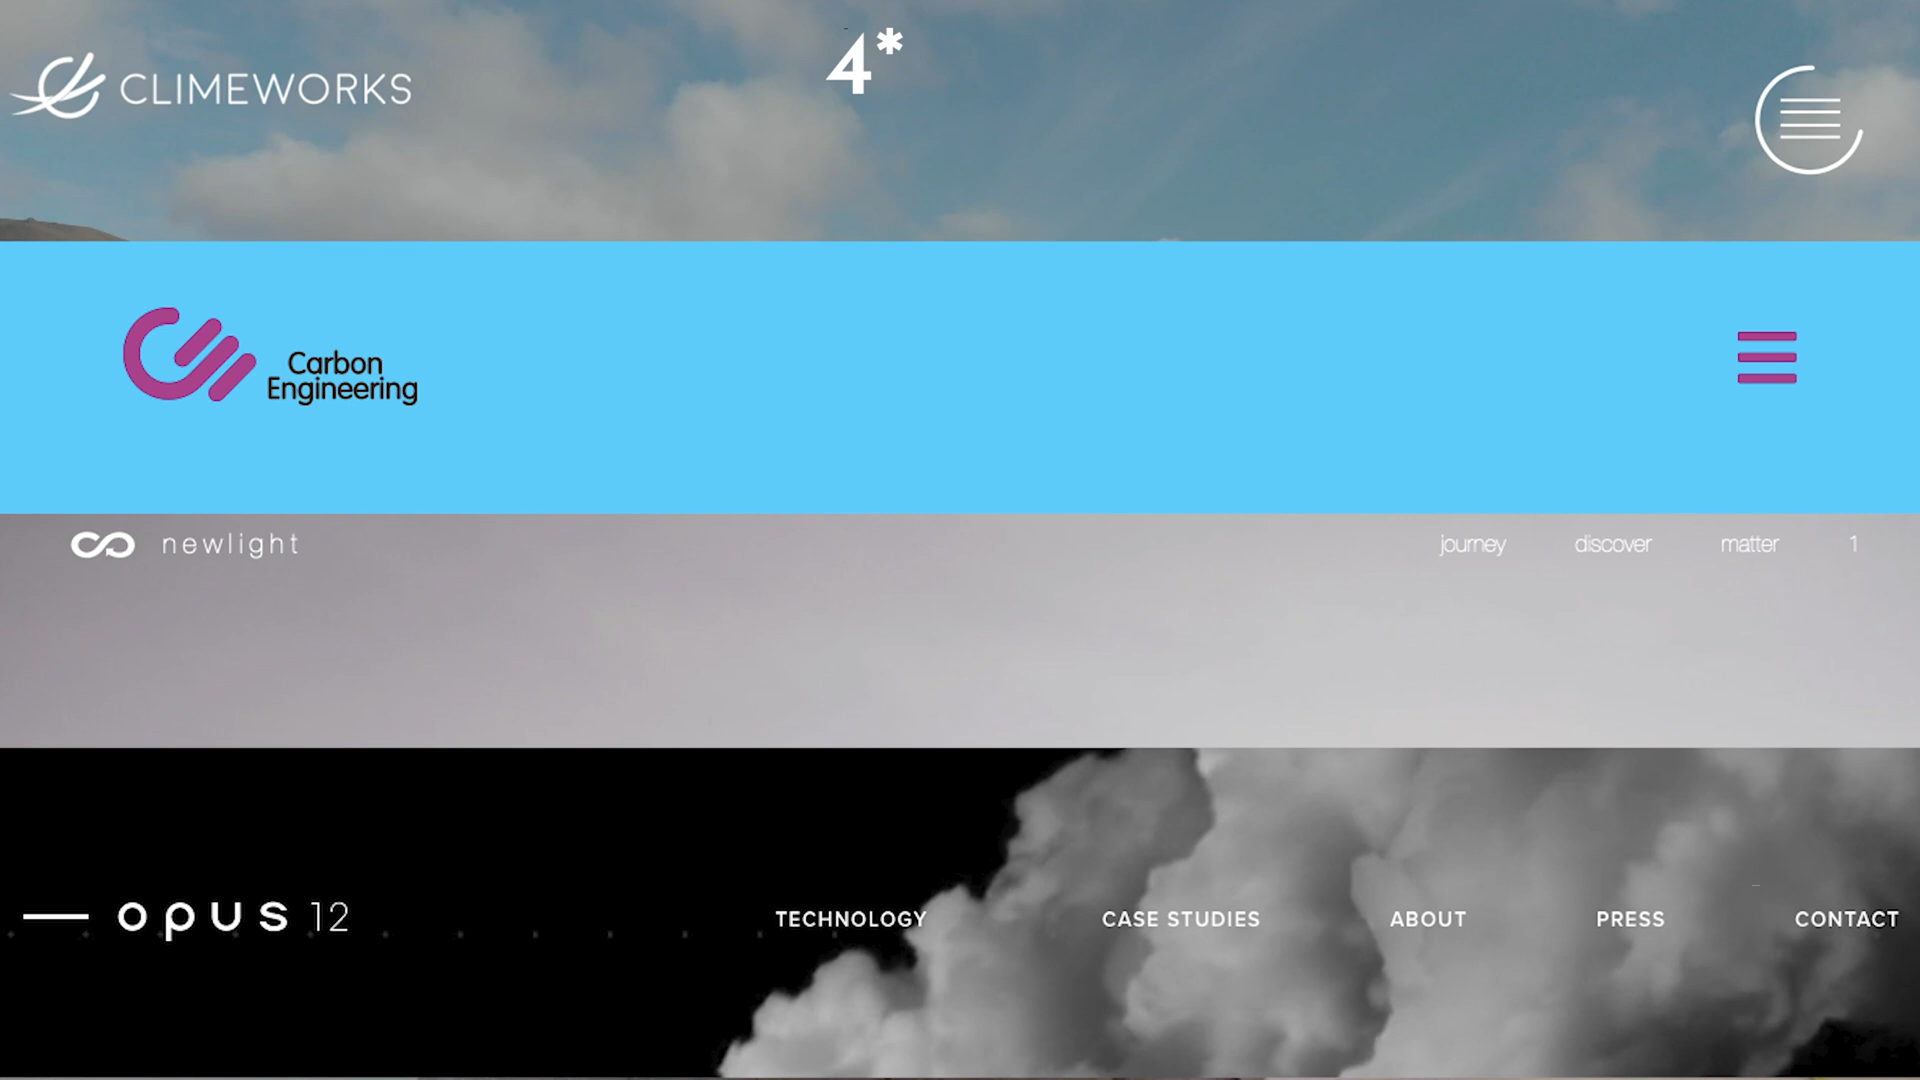 4*
CLIMEWORKS
Carbon
Engineering
newlight journey discover matter 1
opus 12 TECHNOLOGY CASE STUDIES ABOUT PRESS CONTACT